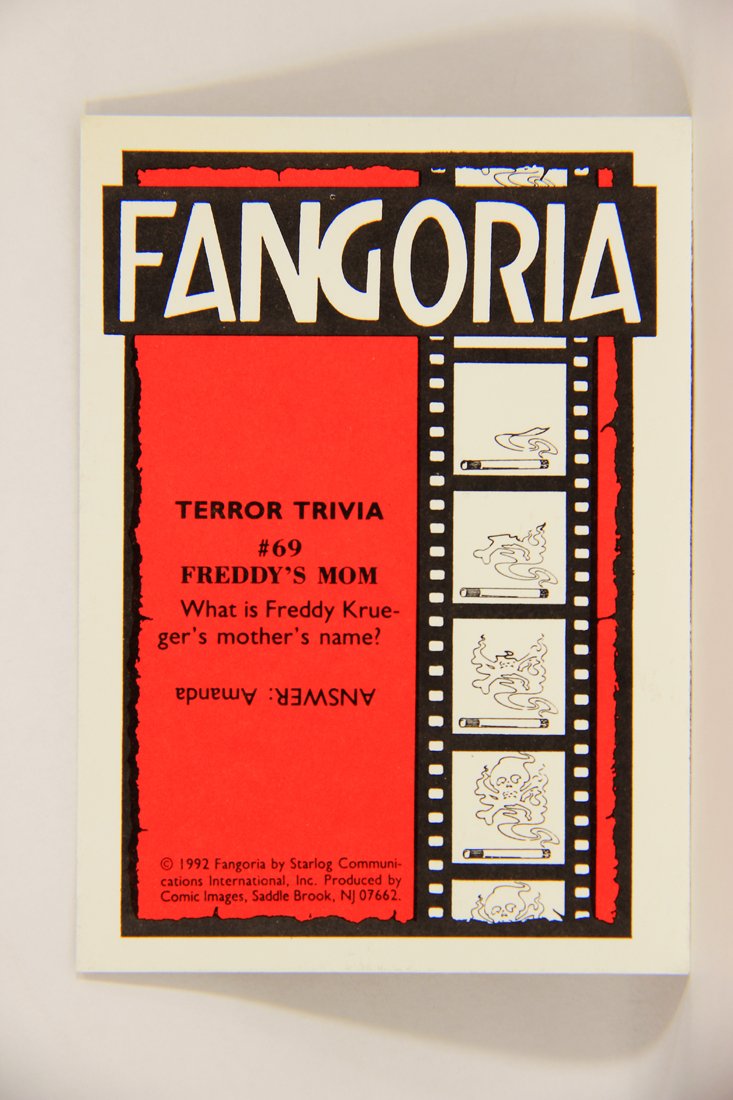 FANGORIA
TERROR TRIVIA
#69
FREDDY'S MOM
What is Freddy Krue-
ger's mother's name?
ANSWER: Amanda
© 1992 Fangoria by Starlog Communi-
cations International, Inc. Produced by
Comic Images, Saddle Brook, NJ 07662.